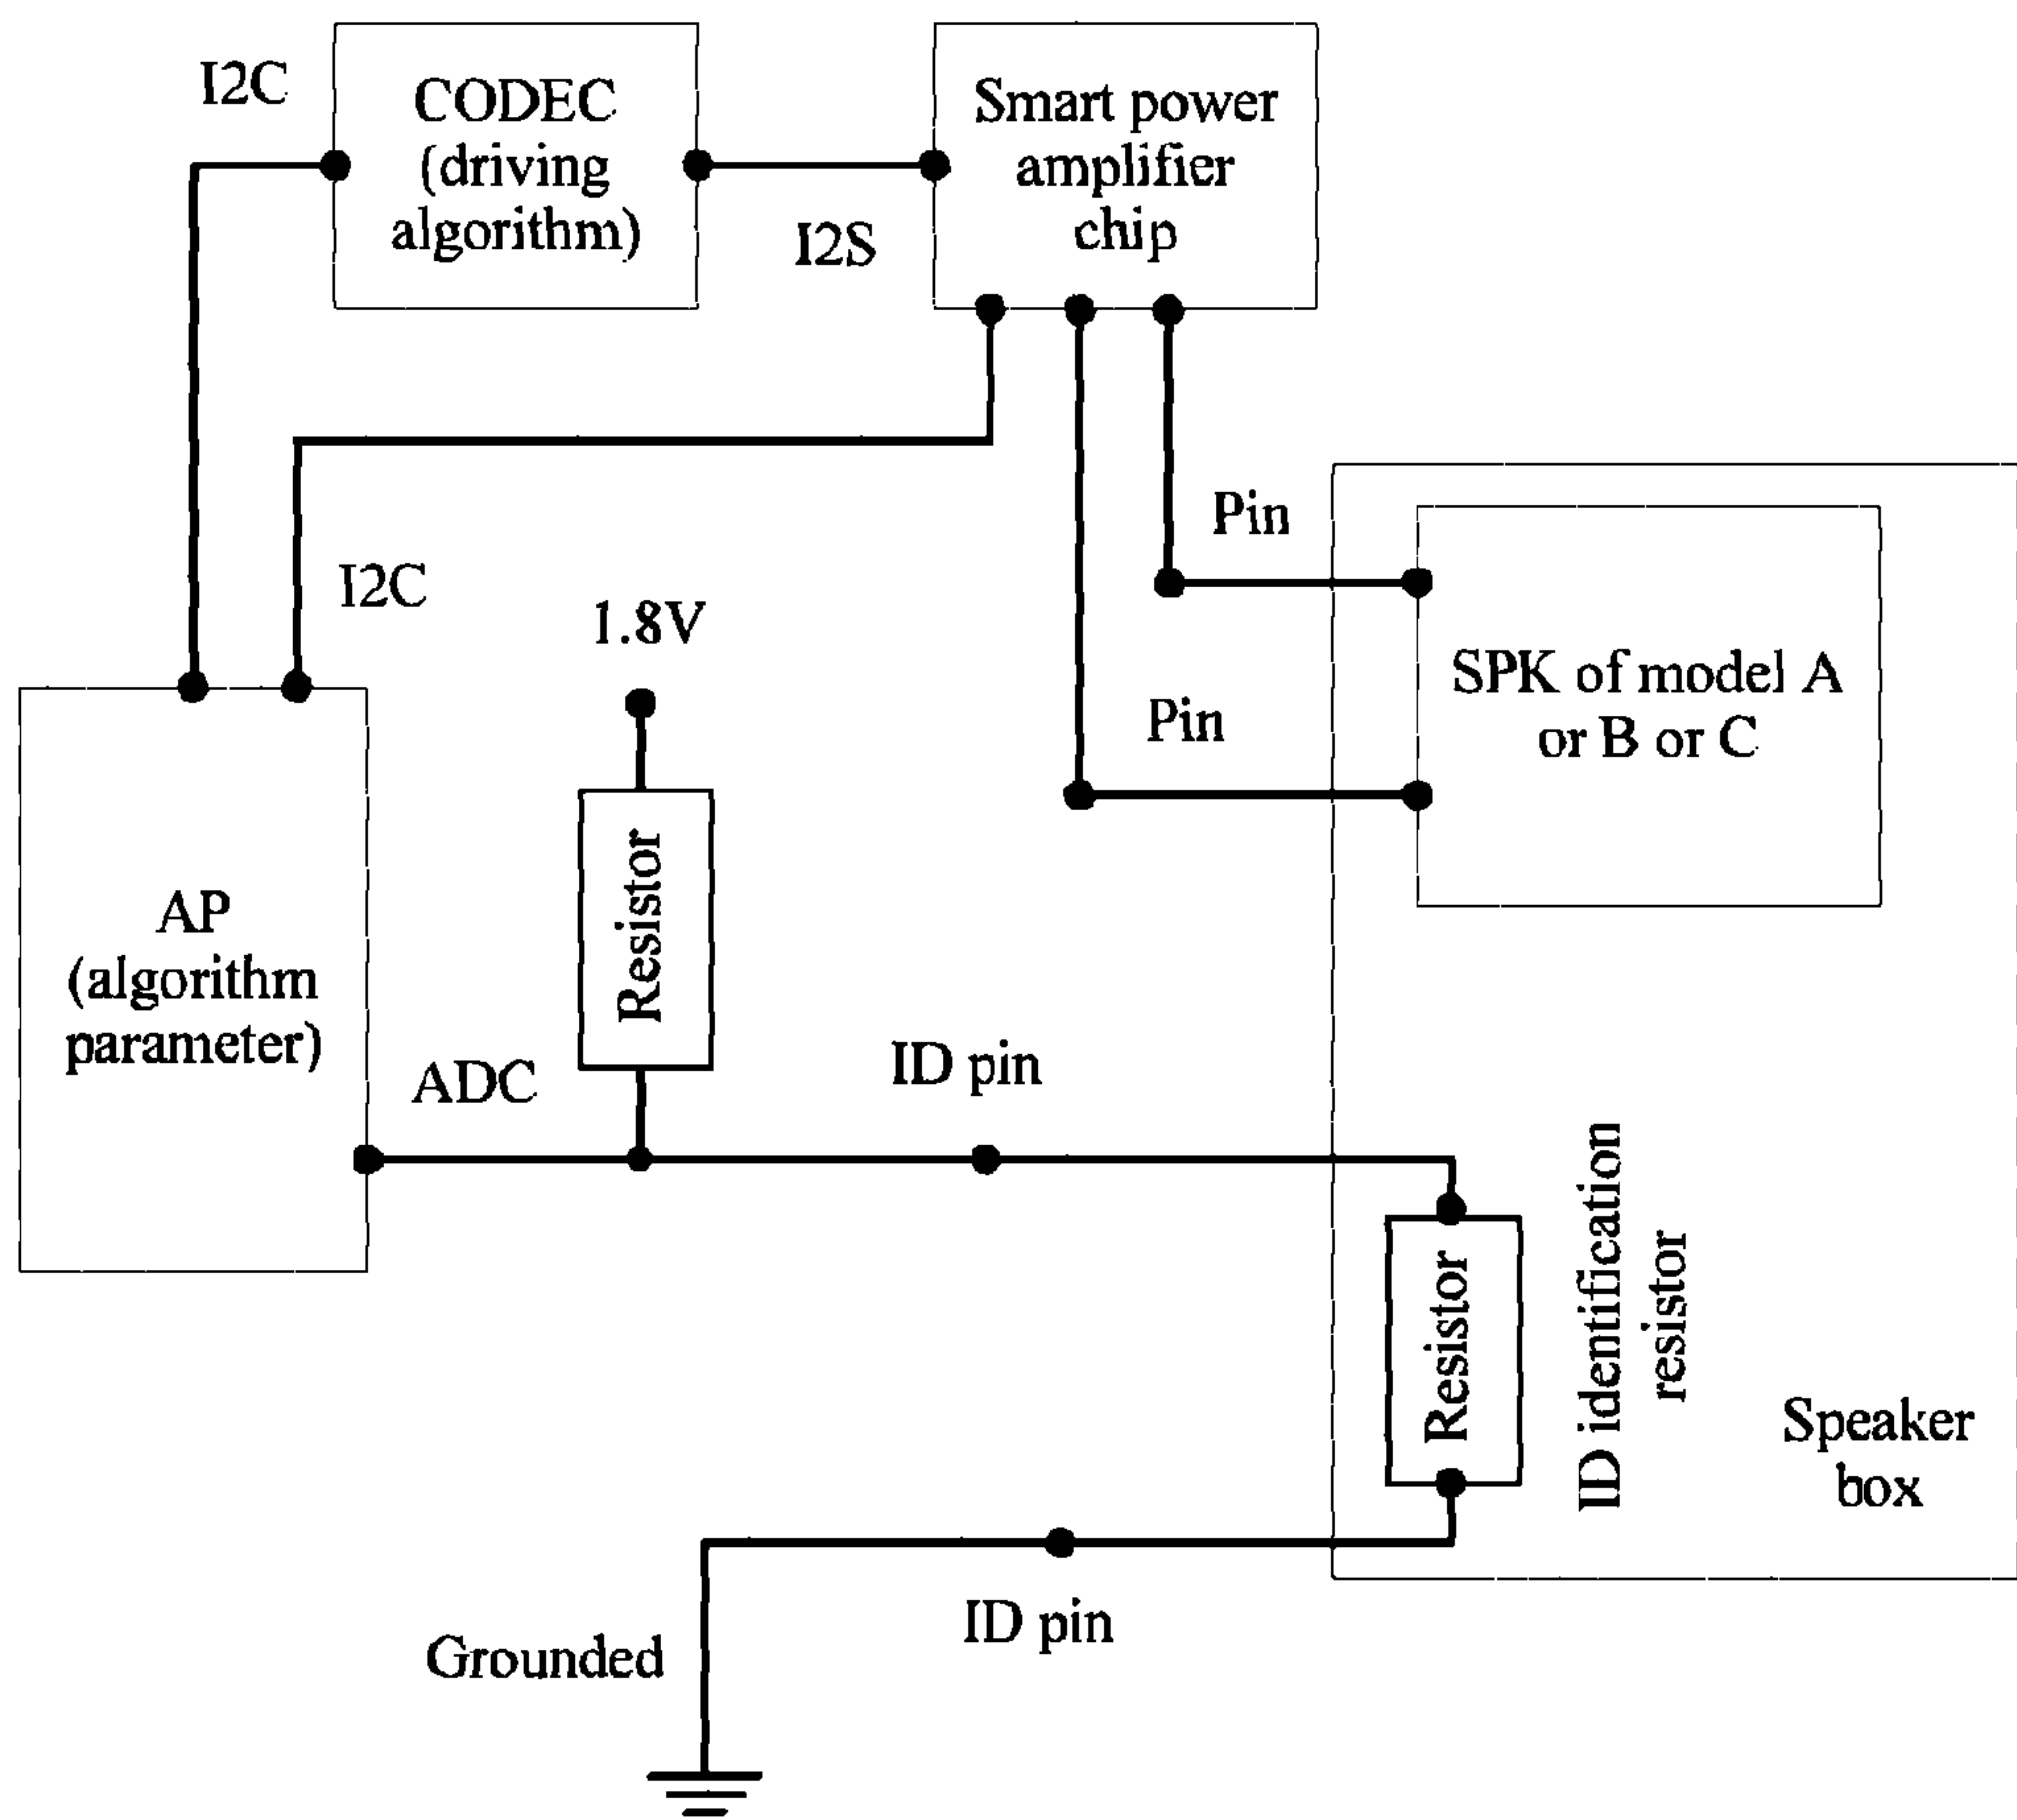 I2C
CODEC
(driving
algorithm)
I2S
Smart power
amplifier
chip
I2C
1.8V
Pin
Pin
SPK of model A
or B or C
AP
(algorithm
parameter)
ADC
Resistor
ID pin
Resistor
ID identification
resistor
Speaker
box
ID pin
Grounded